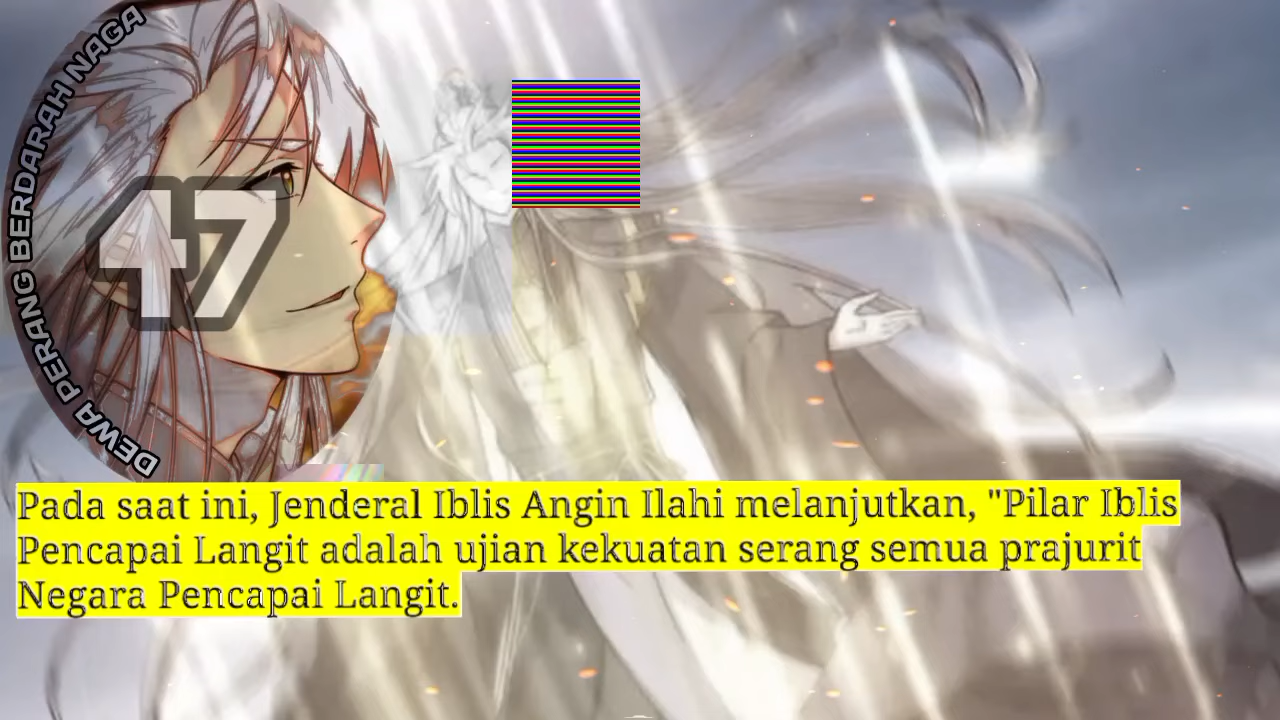 DEWA PERANG BERDARAH NAGA
47
Pada saat ini, Jenderal Iblis Angin Ilahi melanjutkan, "Pilar Iblis
Pencapai Langit adalah ujian kekuatan serang semua prajurit
Negara Pencapai Langit.